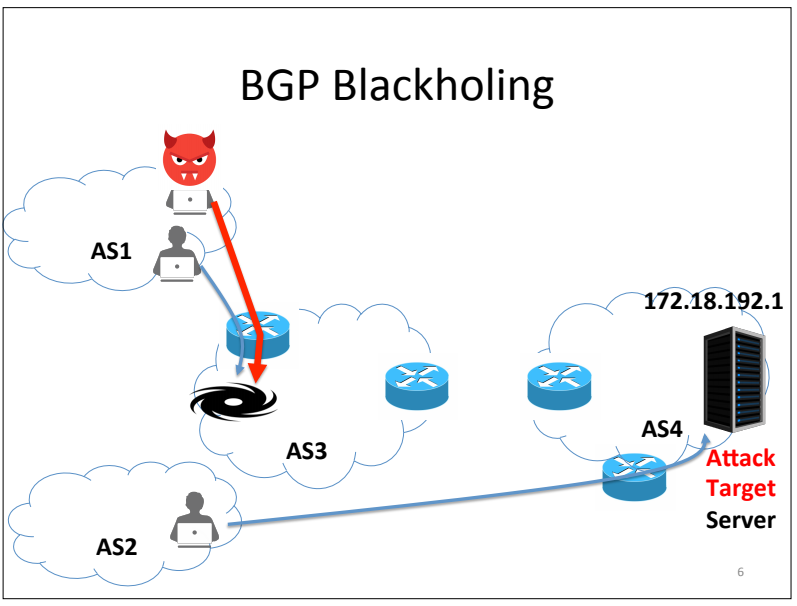 BGP Blackholing
AS1
172.18.192.1
AS3
AS4
Attack
Target
Server
AS2
6